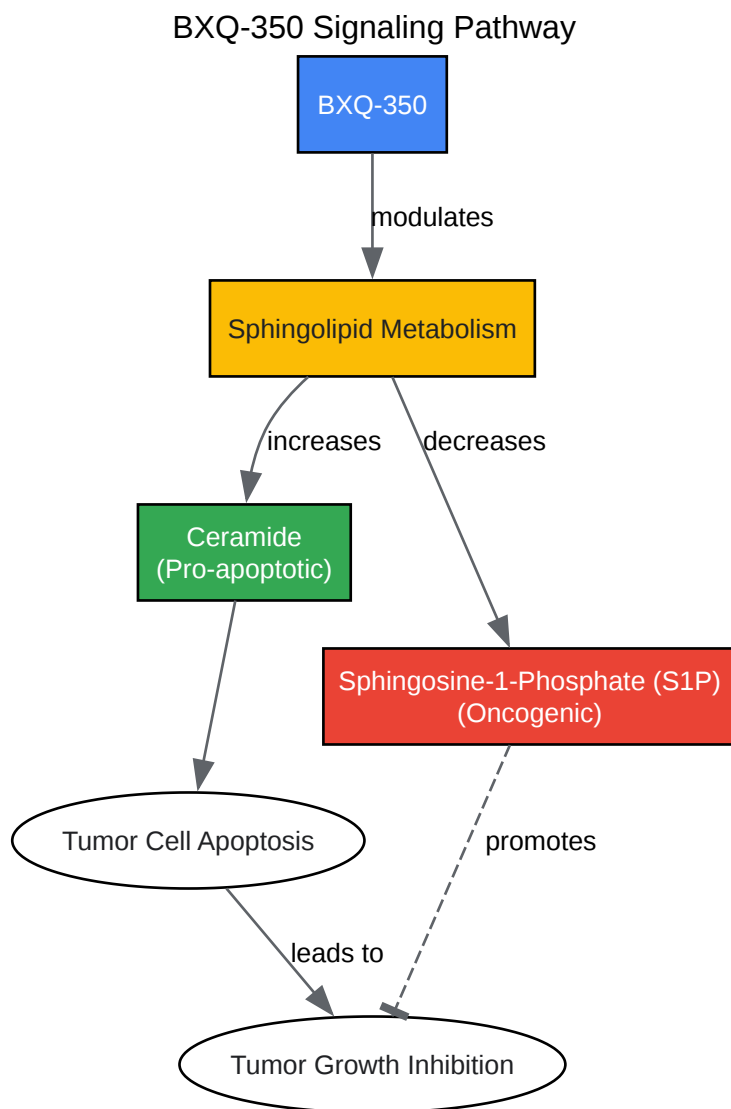 BXQ-350 Signaling Pathway
BXQ-350
modulates
Sphingolipid Metabolism
increases
decreases
Ceramide
(Pro-apoptotic)
Sphingosine-1-Phosphate (S1P)
(Oncogenic)
Tumor Cell Apoptosis
promotes
leads to
Tumor Growth Inhibition